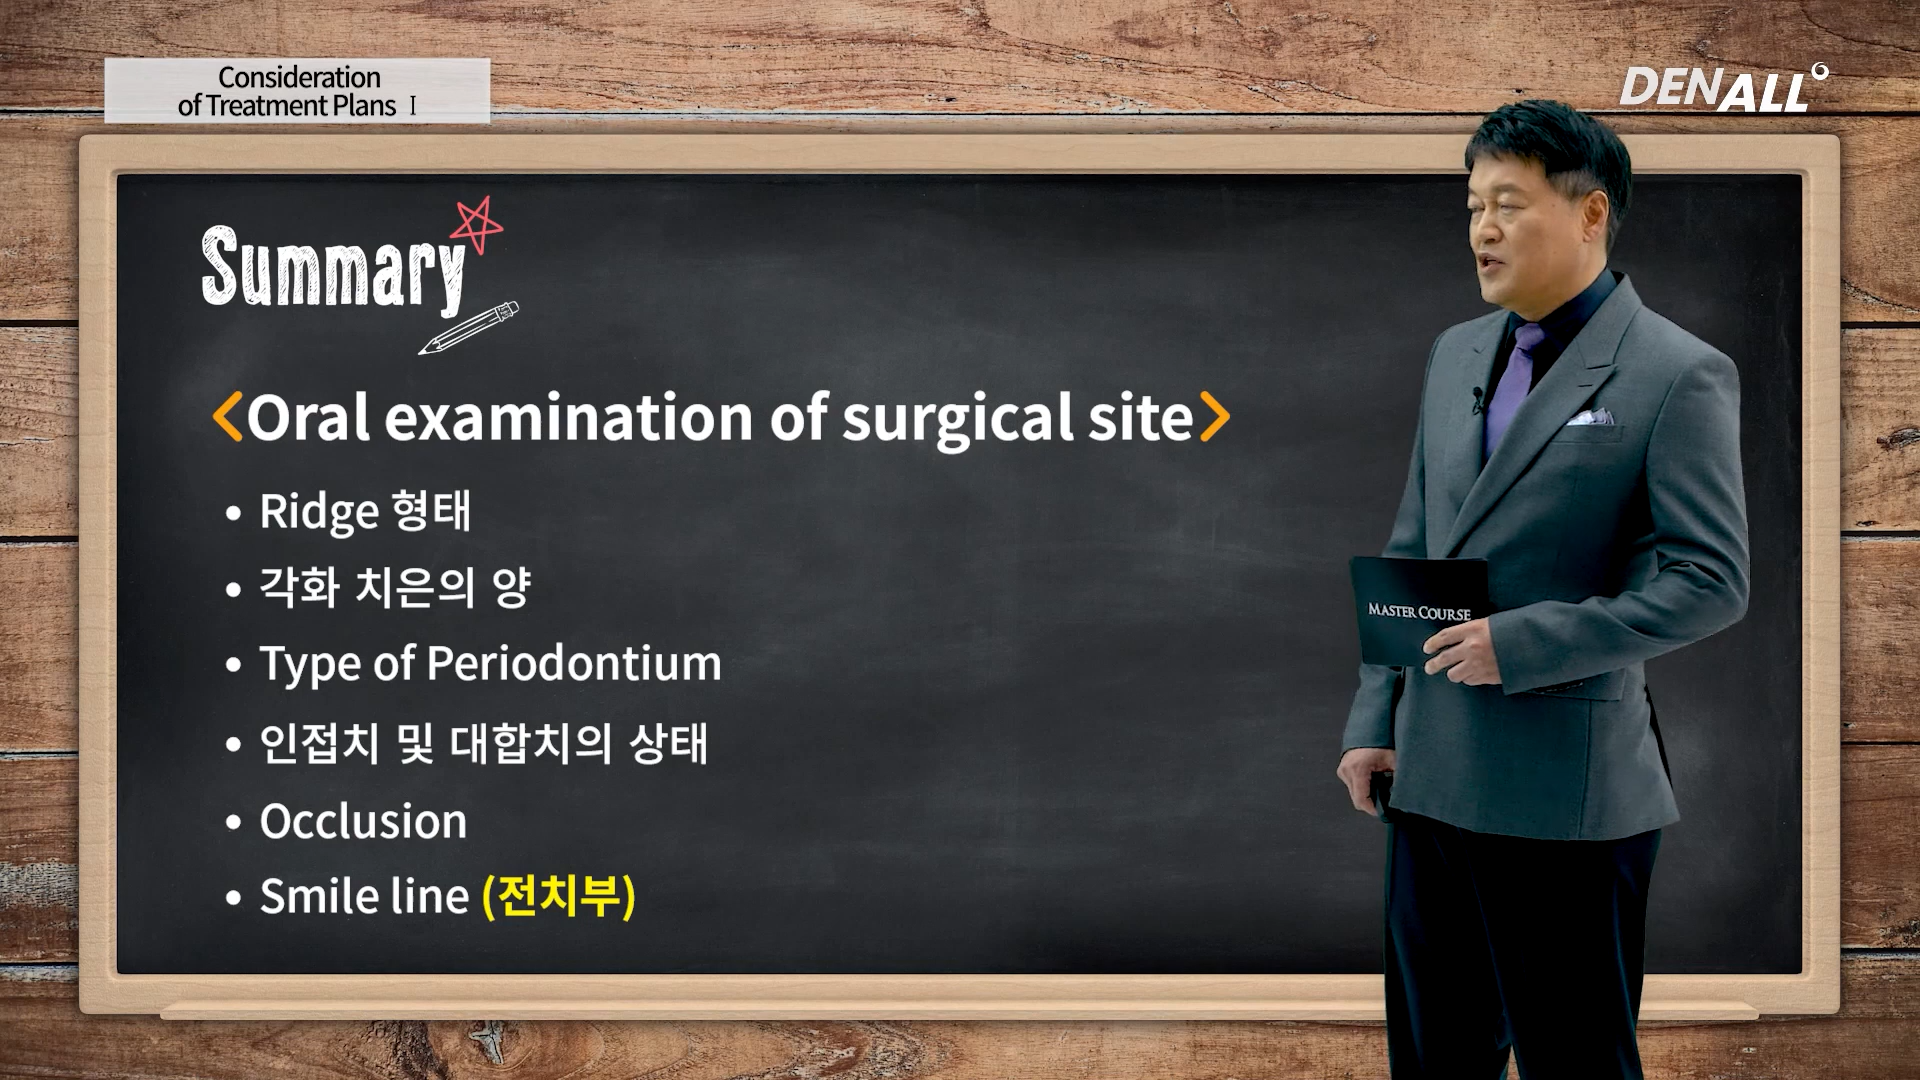 Consideration
of Treatment Plans Ⅰ
DENALL
Summary
<Oral examination of surgical site>
• Ridge 형태
• 각화 치은의 양
• Type of Periodontium
• 인접치 및 대합치의 상태
• Occlusion
• Smile line (전치부)
MASTER COURSE